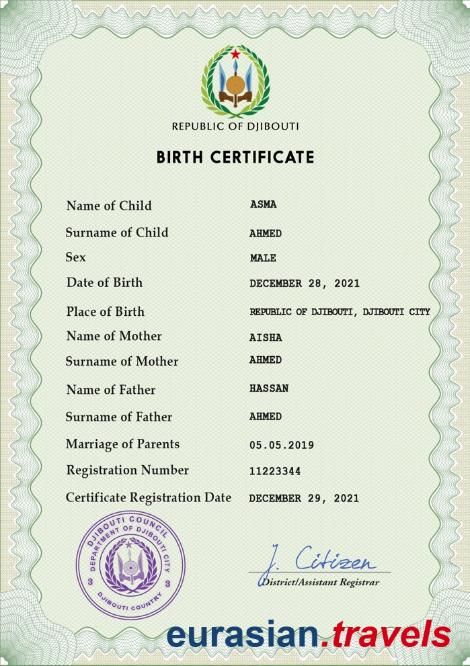 REPUBLIC OF DJIBOUTI
BIRTH CERTIFICATE
Name of Child ASMA
Surname of Child AHMED
Sex MALE
Date of Birth DECEMBER 28, 2021
Place of Birth REPUBLIC OF DJIBOUTI, DJIBOUTI CITY
Name of Mother AISHA
Surname of Mother AHMED
Name of Father HASSAN
Surname of Father AHMED
Marriage of Parents 05.05.2019
Registration Number 11223344
Certificate Registration Date DECEMBER 29, 2021
DJIBOUTI COUNCIL
DEPARTMENT OF DJIBOUTI CITY
3 3
DJIBOUTI COUNTRY
J. Citizen
District/Assistant Registrar
eurasian.travels